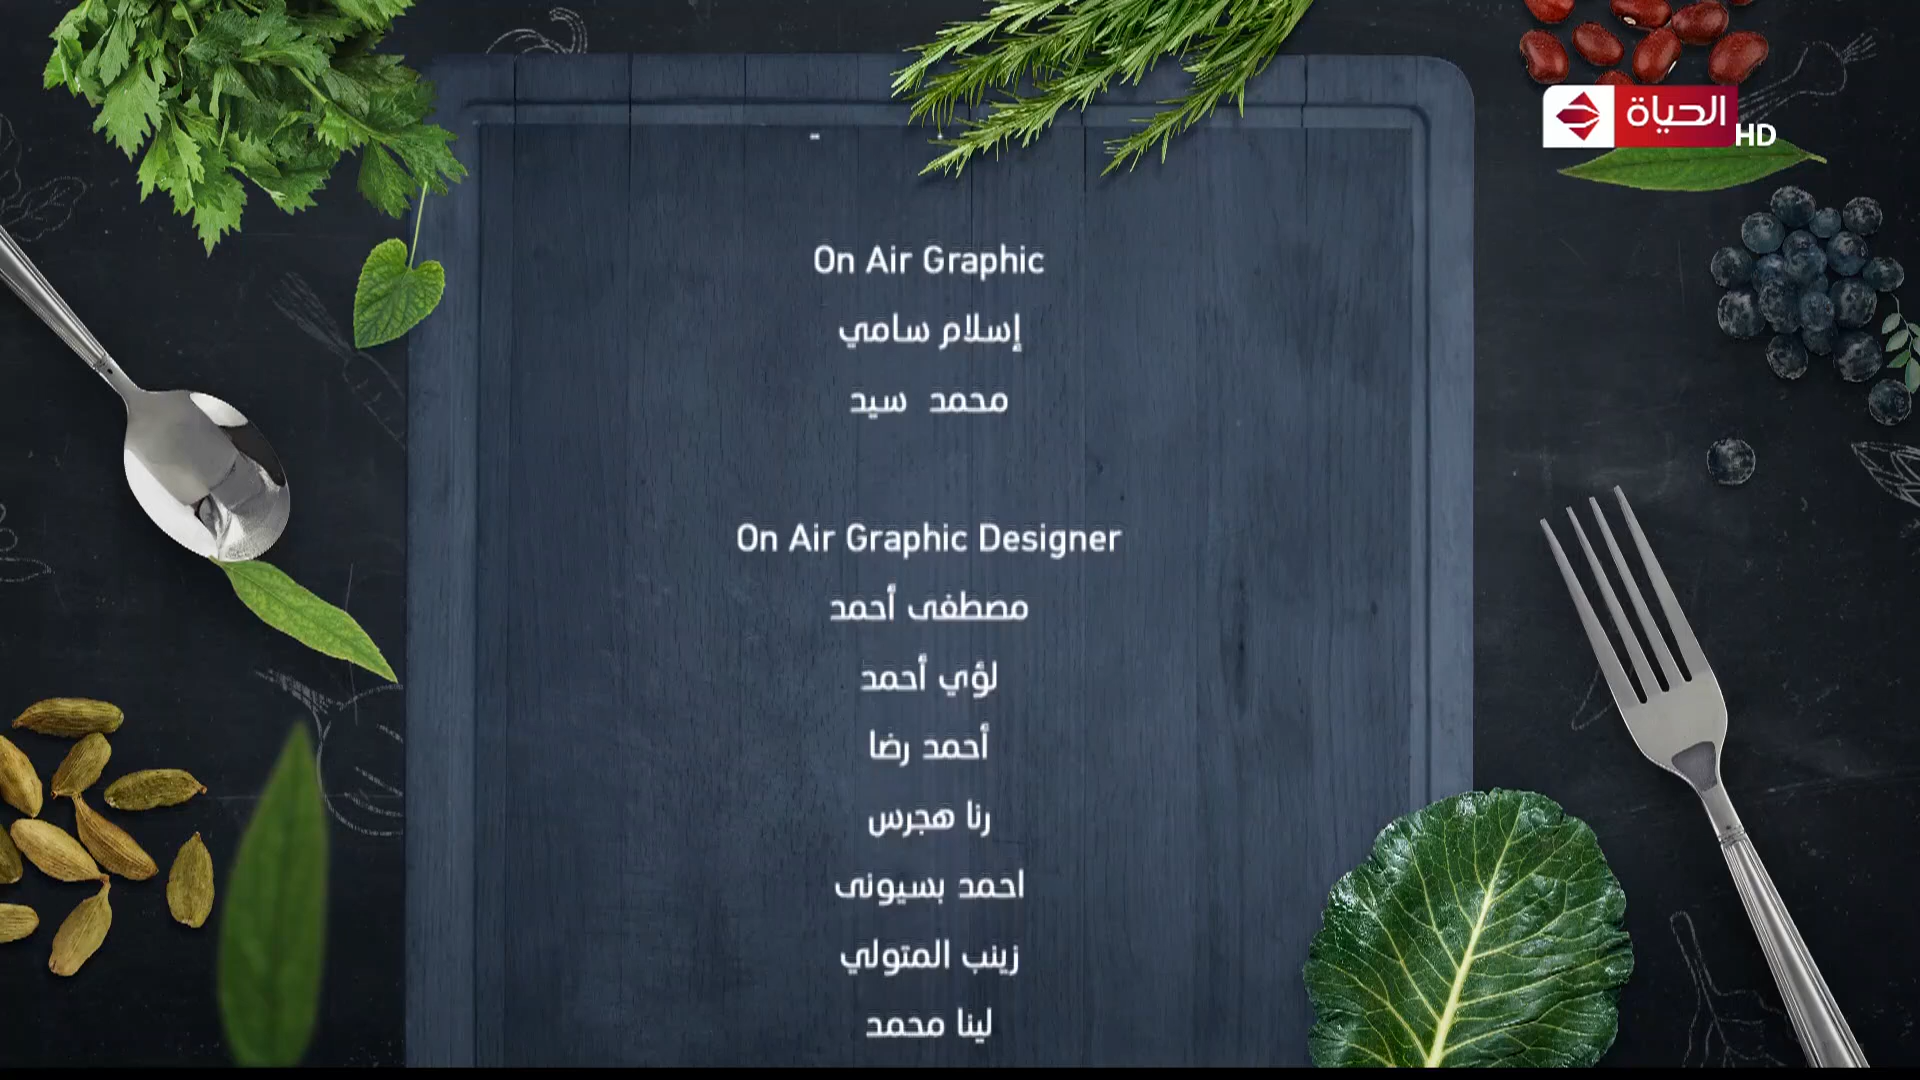 الحياة
HD
On Air Graphic
إسلام سامي
محمد سيد
On Air Graphic Designer
مصطفى أحمد
لؤي أحمد
أحمد رضا
رنا هجرس
احمد بسيونى
زينب المتولي
لينا محمد